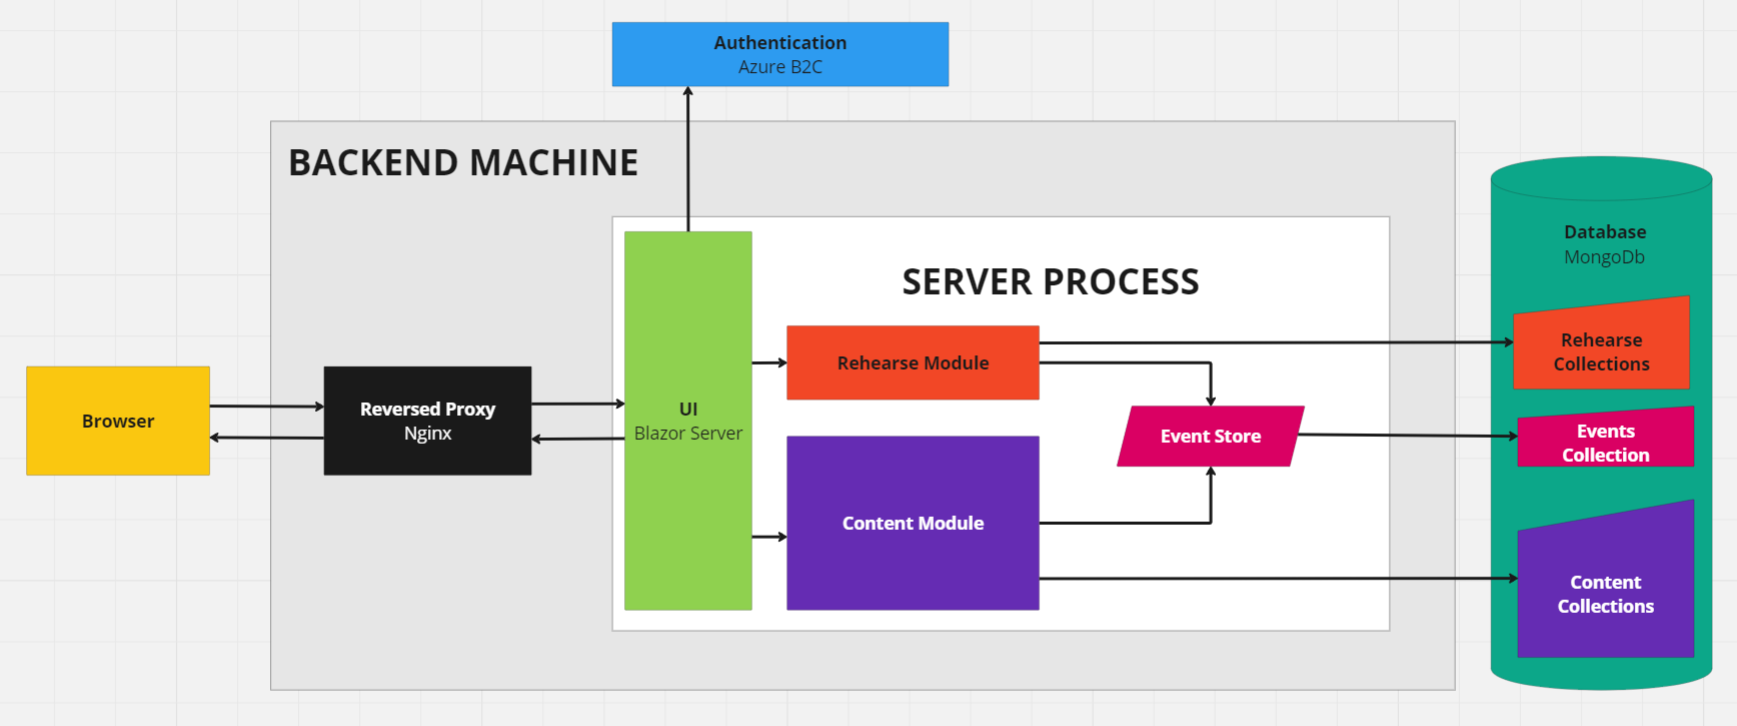 Authentication
Azure B2C
BACKEND MACHINE
SERVER PROCESS
Database
MongoDb
Rehearse
Collections
Rehearse Module
Browser
Reversed Proxy
Nginx
UI
Blazor Server
Event Store
Events
Collection
Content Module
Content
Collections